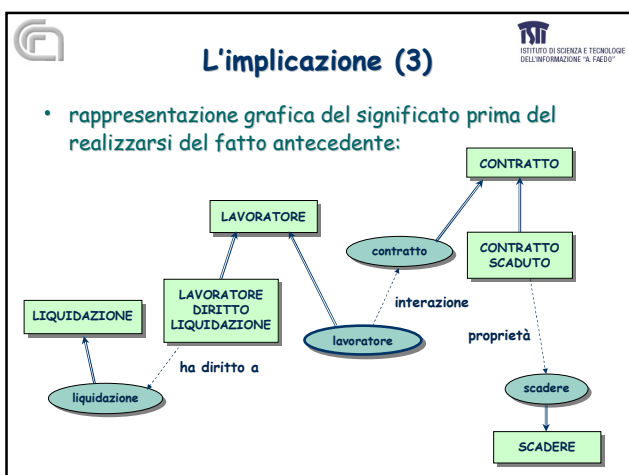 L'implicazione (3)
ISTITUTO DI SCIENZA E TECNOLOGIE
DELL'INFORMAZIONE "A. FAEDO"
• rappresentazione grafica del significato prima del
realizzarsi del fatto antecedente:
CONTRATTO
LAVORATORE
contratto
CONTRATTO
SCADUTO
LAVORATORE
DIRITTO
LIQUIDAZIONE
interazione
LIQUIDAZIONE
lavoratore
proprietà
ha diritto a
liquidazione
scadere
SCADERE